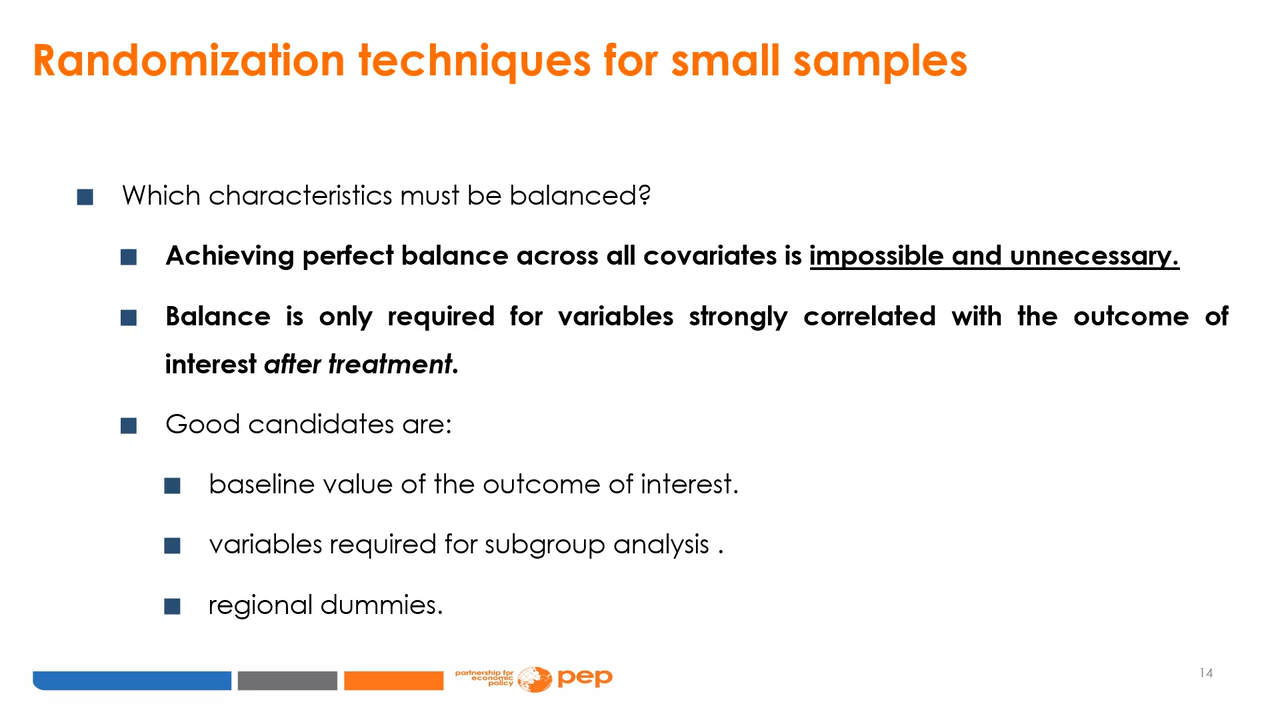 Randomization techniques for small samples
Which characteristics must be balanced?
Achieving perfect balance across all covariates is impossible and unnecessary.
Balance is only required for variables strongly correlated with the outcome of
interest after treatment.
Good candidates are:
baseline value of the outcome of interest.
variables required for subgroup analysis .
regional dummies.
partnership for
economic
policy
pep
14